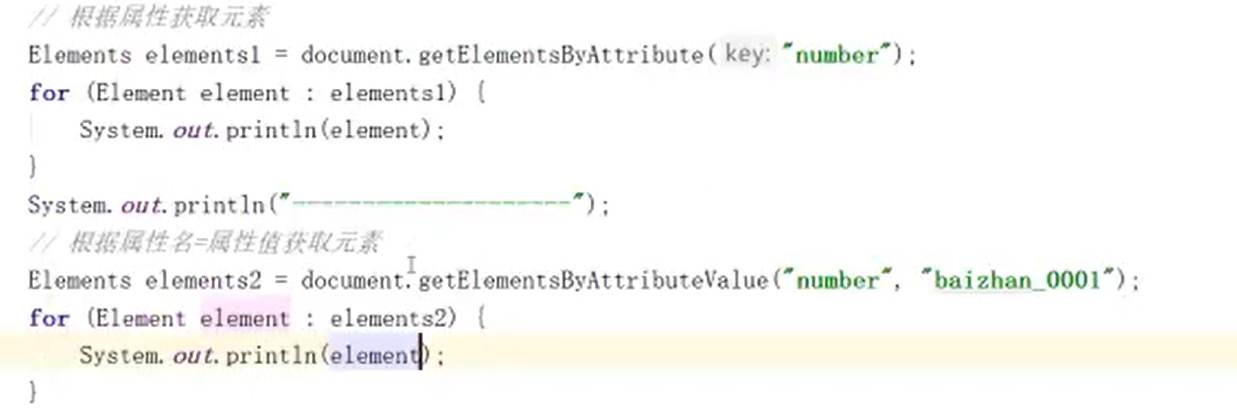 // 根据属性获取元素
Elements elements1 = document.getElementsByAttribute( key: "number");
for (Element element : elements1) {
    System.out.println(element);
}
System.out.println("---------------------");
// 根据属性名=属性值获取元素
Elements elements2 = document.getElementsByAttributeValue("number", "baizhan_0001");
for (Element element : elements2) {
    System.out.println(element);
}